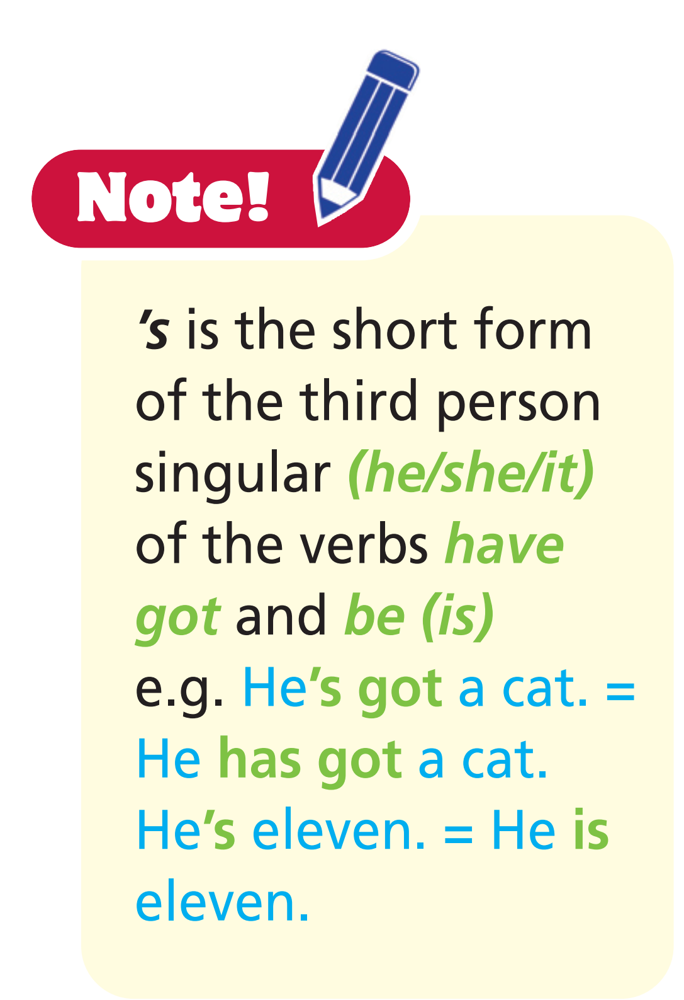 Note!
’s is the short form
of the third person
singular (he/she/it)
of the verbs have
got and be (is)
e.g. He’s got a cat. =
He has got a cat.
He’s eleven. = He is
eleven.